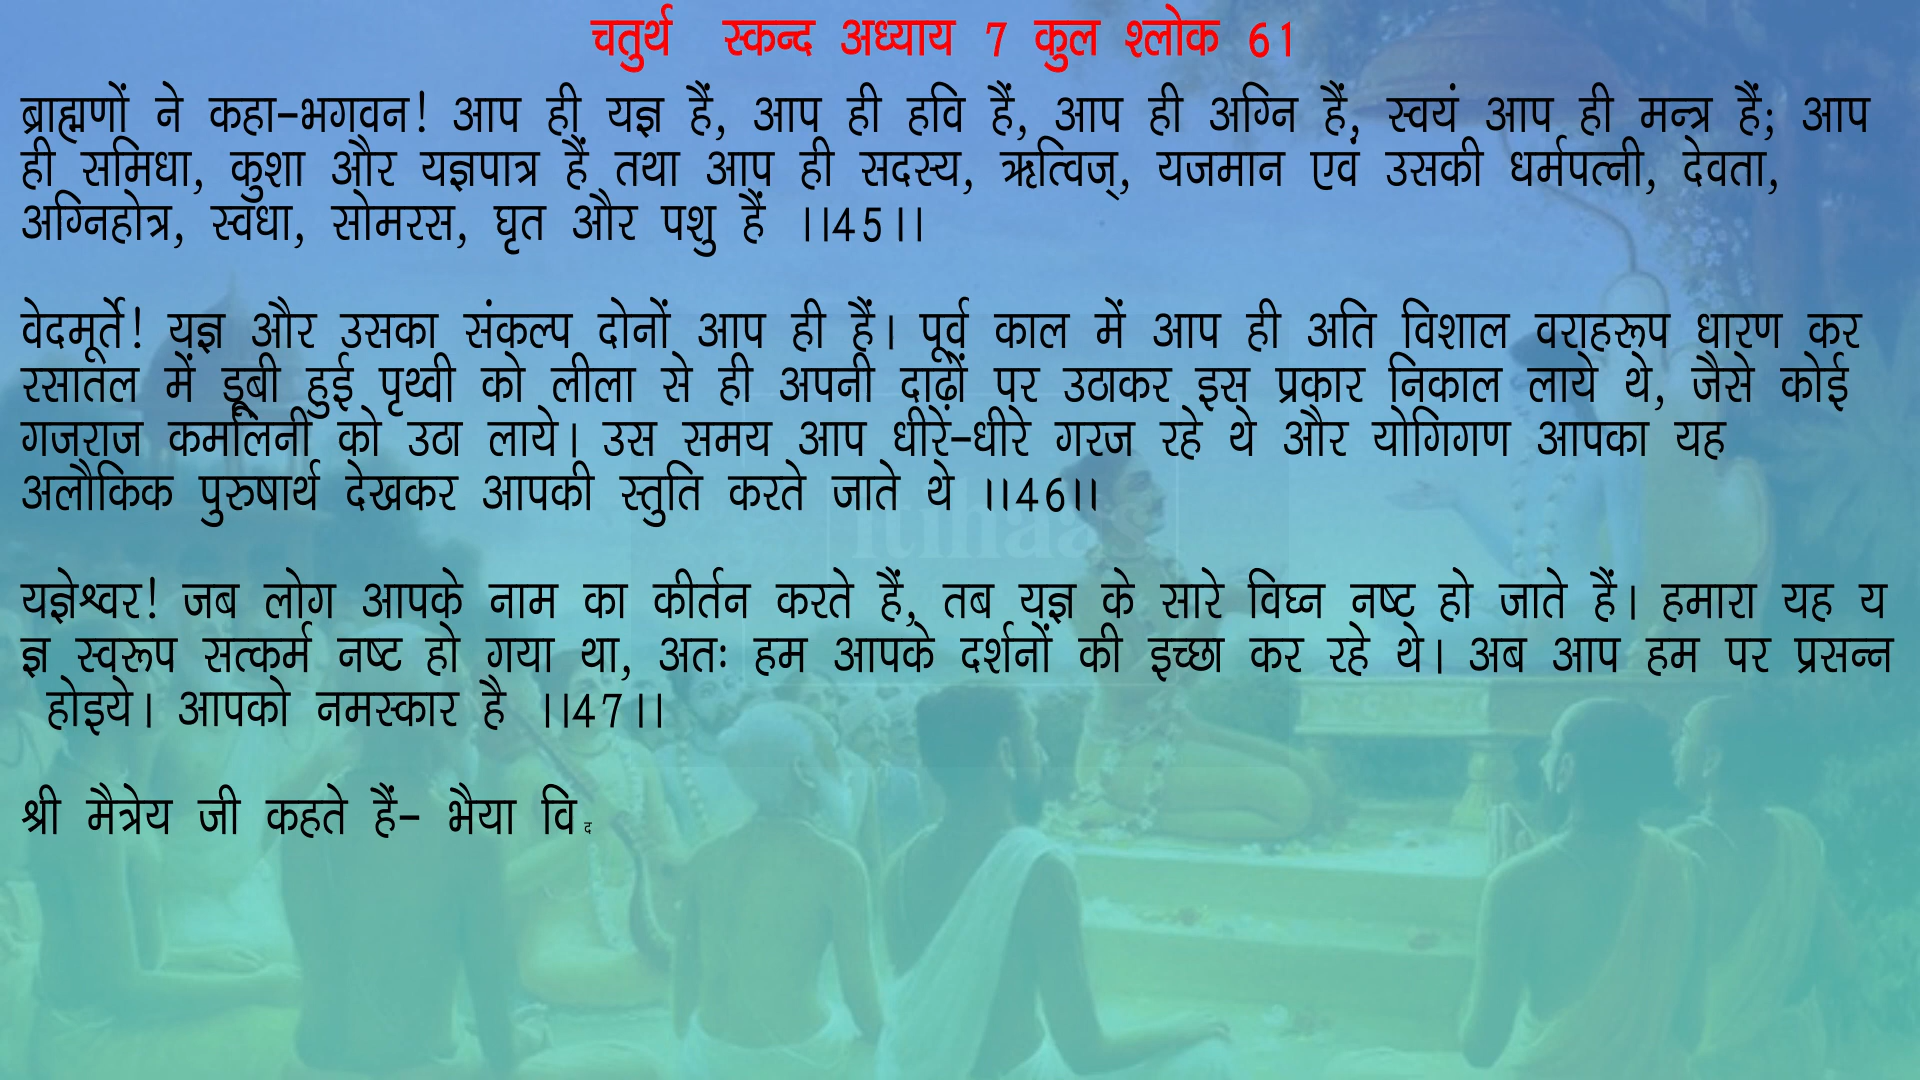 चतुर्थ स्कन्द अध्याय 7 कुल श्लोक 61
ब्राह्मणों ने कहा-भगवन! आप ही यज्ञ हैं, आप ही हवि हैं, आप ही अग्नि हैं, स्वयं आप ही मन्त्र हैं; आप
ही समिधा, कुशा और यज्ञपात्र हैं तथा आप ही सदस्य, ऋत्विज्, यजमान एवं उसकी धर्मपत्नी, देवता,
अग्निहोत्र, स्वधा, सोमरस, घृत और पशु हैं ।।45।।
वेदमूर्ते! यज्ञ और उसका संकल्प दोनों आप ही हैं। पूर्व काल में आप ही अति विशाल वराहरूप धारण कर
रसातल में डूबी हुई पृथ्वी को लीला से ही अपनी दाढ़ों पर उठाकर इस प्रकार निकाल लाये थे, जैसे कोई
गजराज कमलिनी को उठा लाये। उस समय आप धीरे-धीरे गरज रहे थे और योगिगण आपका यह
अलौकिक पुरुषार्थ देखकर आपकी स्तुति करते जाते थे ।।46।।
यज्ञेश्वर! जब लोग आपके नाम का कीर्तन करते हैं, तब यज्ञ के सारे विघ्न नष्ट हो जाते हैं। हमारा यह य
ज्ञ स्वरूप सत्कर्म नष्ट हो गया था, अतः हम आपके दर्शनों की इच्छा कर रहे थे। अब आप हम पर प्रसन्न
होइये। आपको नमस्कार है ।।47।।
श्री मैत्रेय जी कहते हैं- भैया विद
itihaas